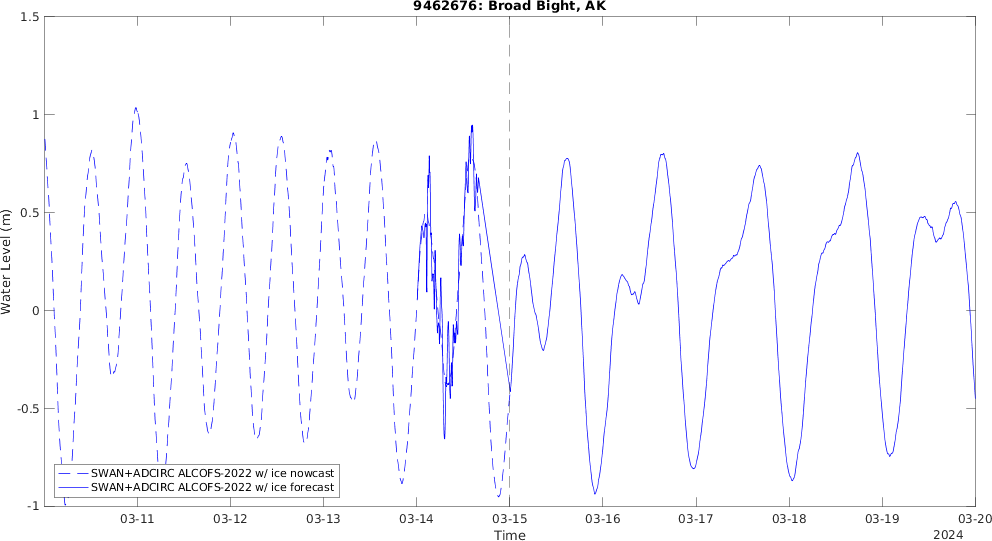 9462676: Broad Bight, AK
1.5
1
0.5
0
-0.5
-1
Water Level (m)
SWAN+ADCIRC ALCOFS-2022 w/ ice nowcast
SWAN+ADCIRC ALCOFS-2022 w/ ice forecast
03-11 03-12 03-13 03-14 03-15 03-16 03-17 03-18 03-19 03-20
Time
2024